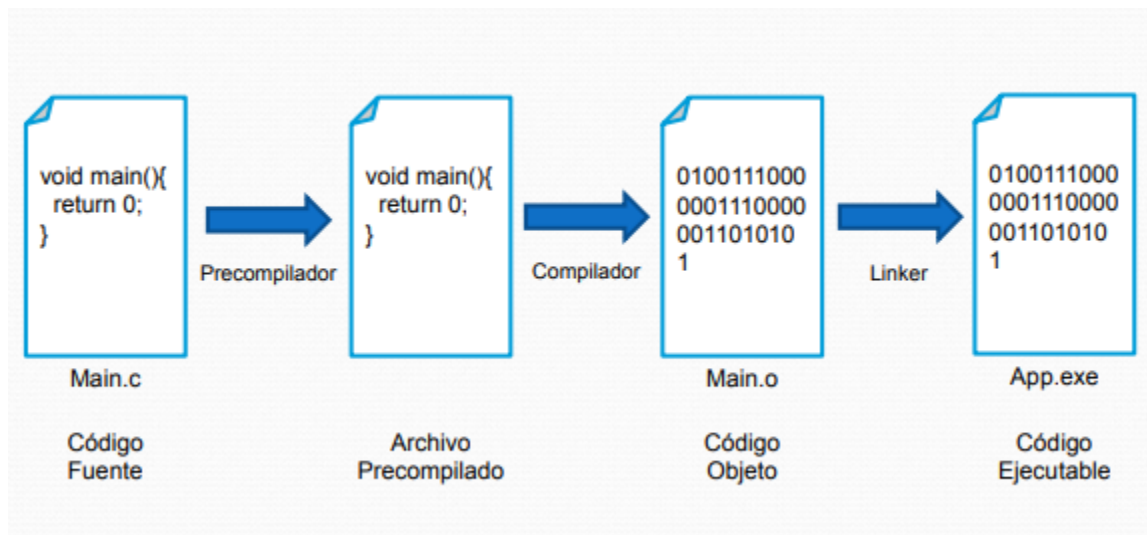 void main(){
return 0;
}
Precompilador
void main(){
return 0;
}
Compilador
0100111000
0001110000
001101010
1
Linker
0100111000
0001110000
001101010
1
Main.c
Main.o
App.exe
Código
Fuente
Archivo
Precompilado
Código
Objeto
Código
Ejecutable